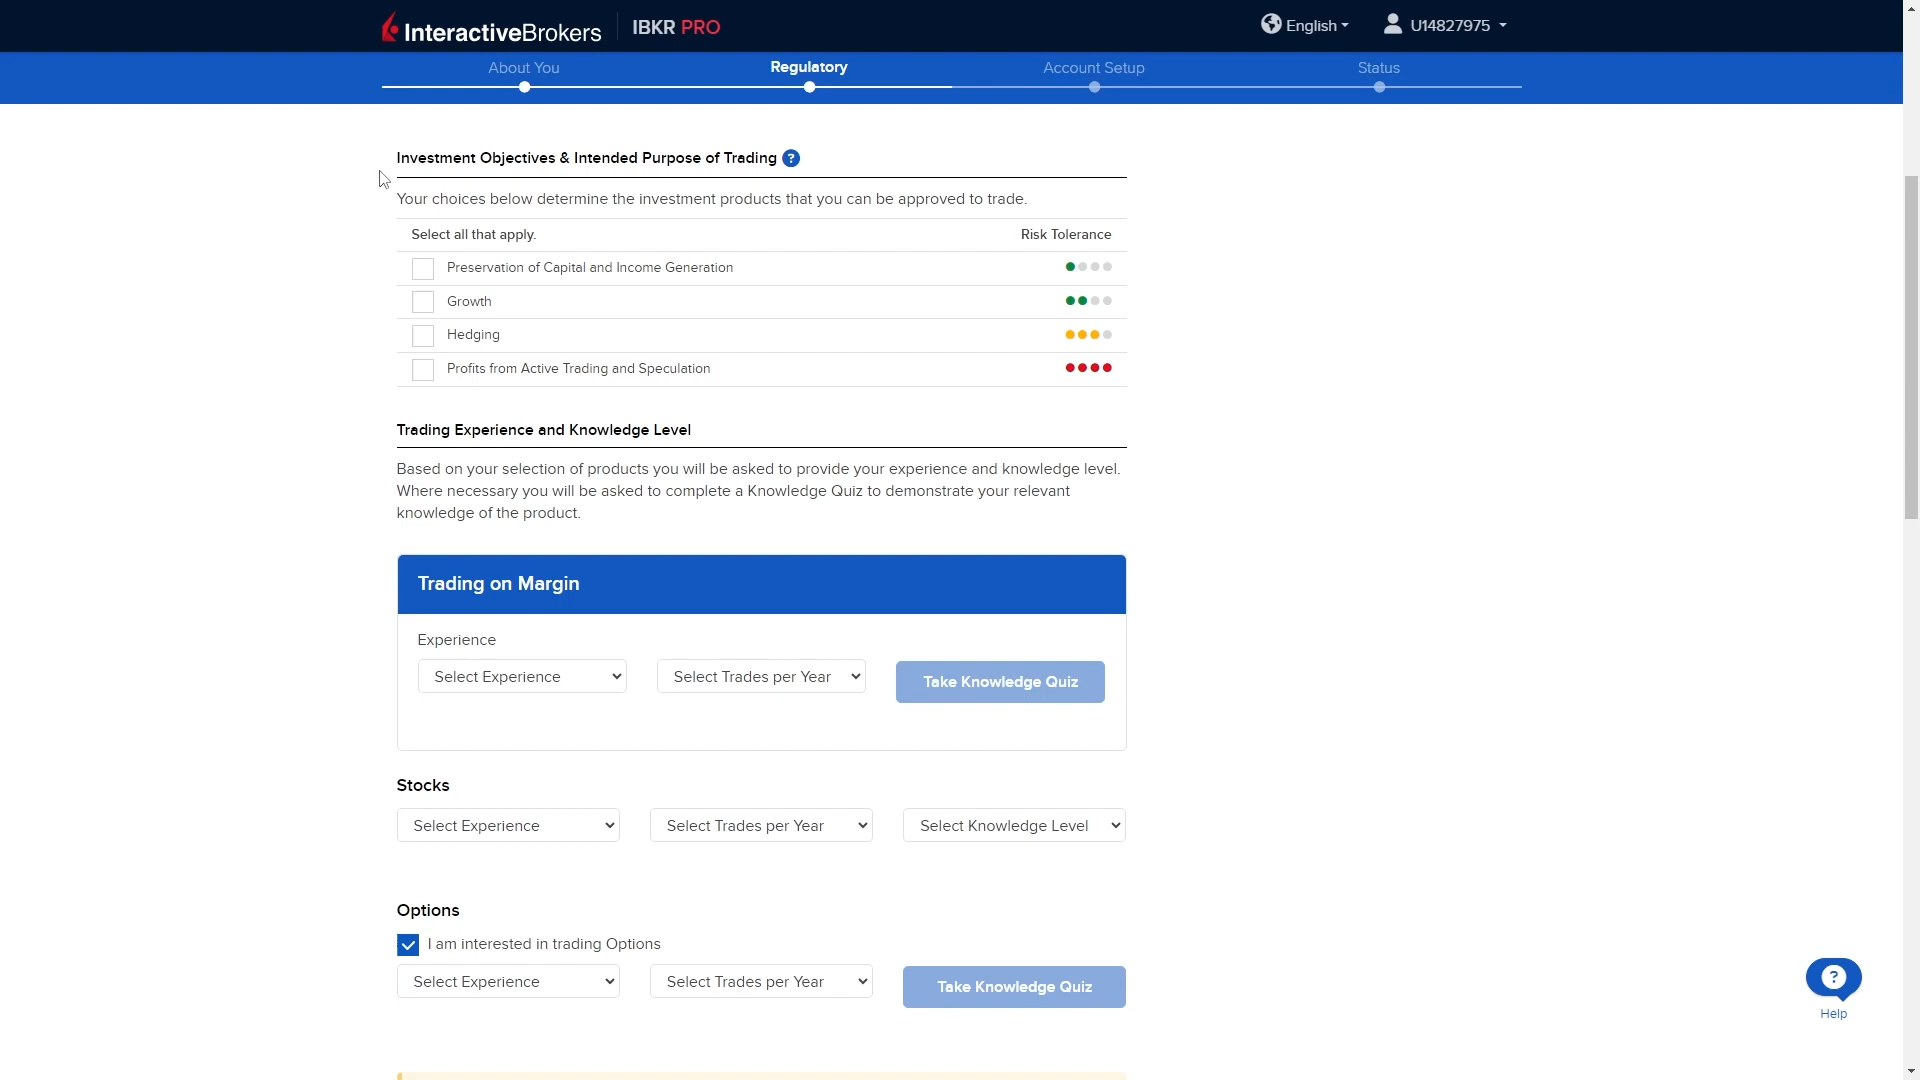 InteractiveBrokers
IBKR PRO
English
U14827975
About You
Regulatory
Account Setup
Status
Investment Objectives & Intended Purpose of Trading ?
Your choices below determine the investment products that you can be approved to trade.
Select all that apply.
Risk Tolerance
Preservation of Capital and Income Generation
Growth
Hedging
Profits from Active Trading and Speculation
Trading Experience and Knowledge Level
Based on your selection of products you will be asked to provide your experience and knowledge level.
Where necessary you will be asked to complete a Knowledge Quiz to demonstrate your relevant
knowledge of the product.
Trading on Margin
Experience
Select Experience
Select Trades per Year
Take Knowledge Quiz
Stocks
Select Experience
Select Trades per Year
Select Knowledge Level
Options
I am interested in trading Options
Select Experience
Select Trades per Year
Take Knowledge Quiz
?
Help